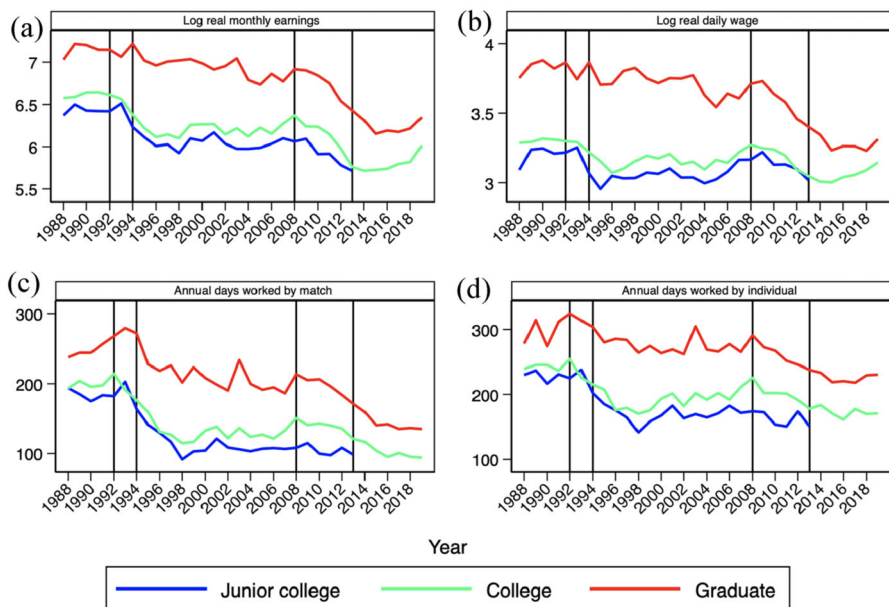 (a)
Log real monthly earnings
7
6.5
6
5.5
1988 1990 1992 1994 1996 1998 2000 2002 2004 2006 2008 2010 2012 2014 2016 2018
(b)
Log real daily wage
4
3.5
3
1988 1990 1992 1994 1996 1998 2000 2002 2004 2006 2008 2010 2012 2014 2016 2018
(c)
Annual days worked by match
300
200
100
1988 1990 1992 1994 1996 1998 2000 2002 2004 2006 2008 2010 2012 2014 2016 2018
(d)
Annual days worked by individual
300
200
100
1988 1990 1992 1994 1996 1998 2000 2002 2004 2006 2008 2010 2012 2014 2016 2018
Year
Junior college College Graduate